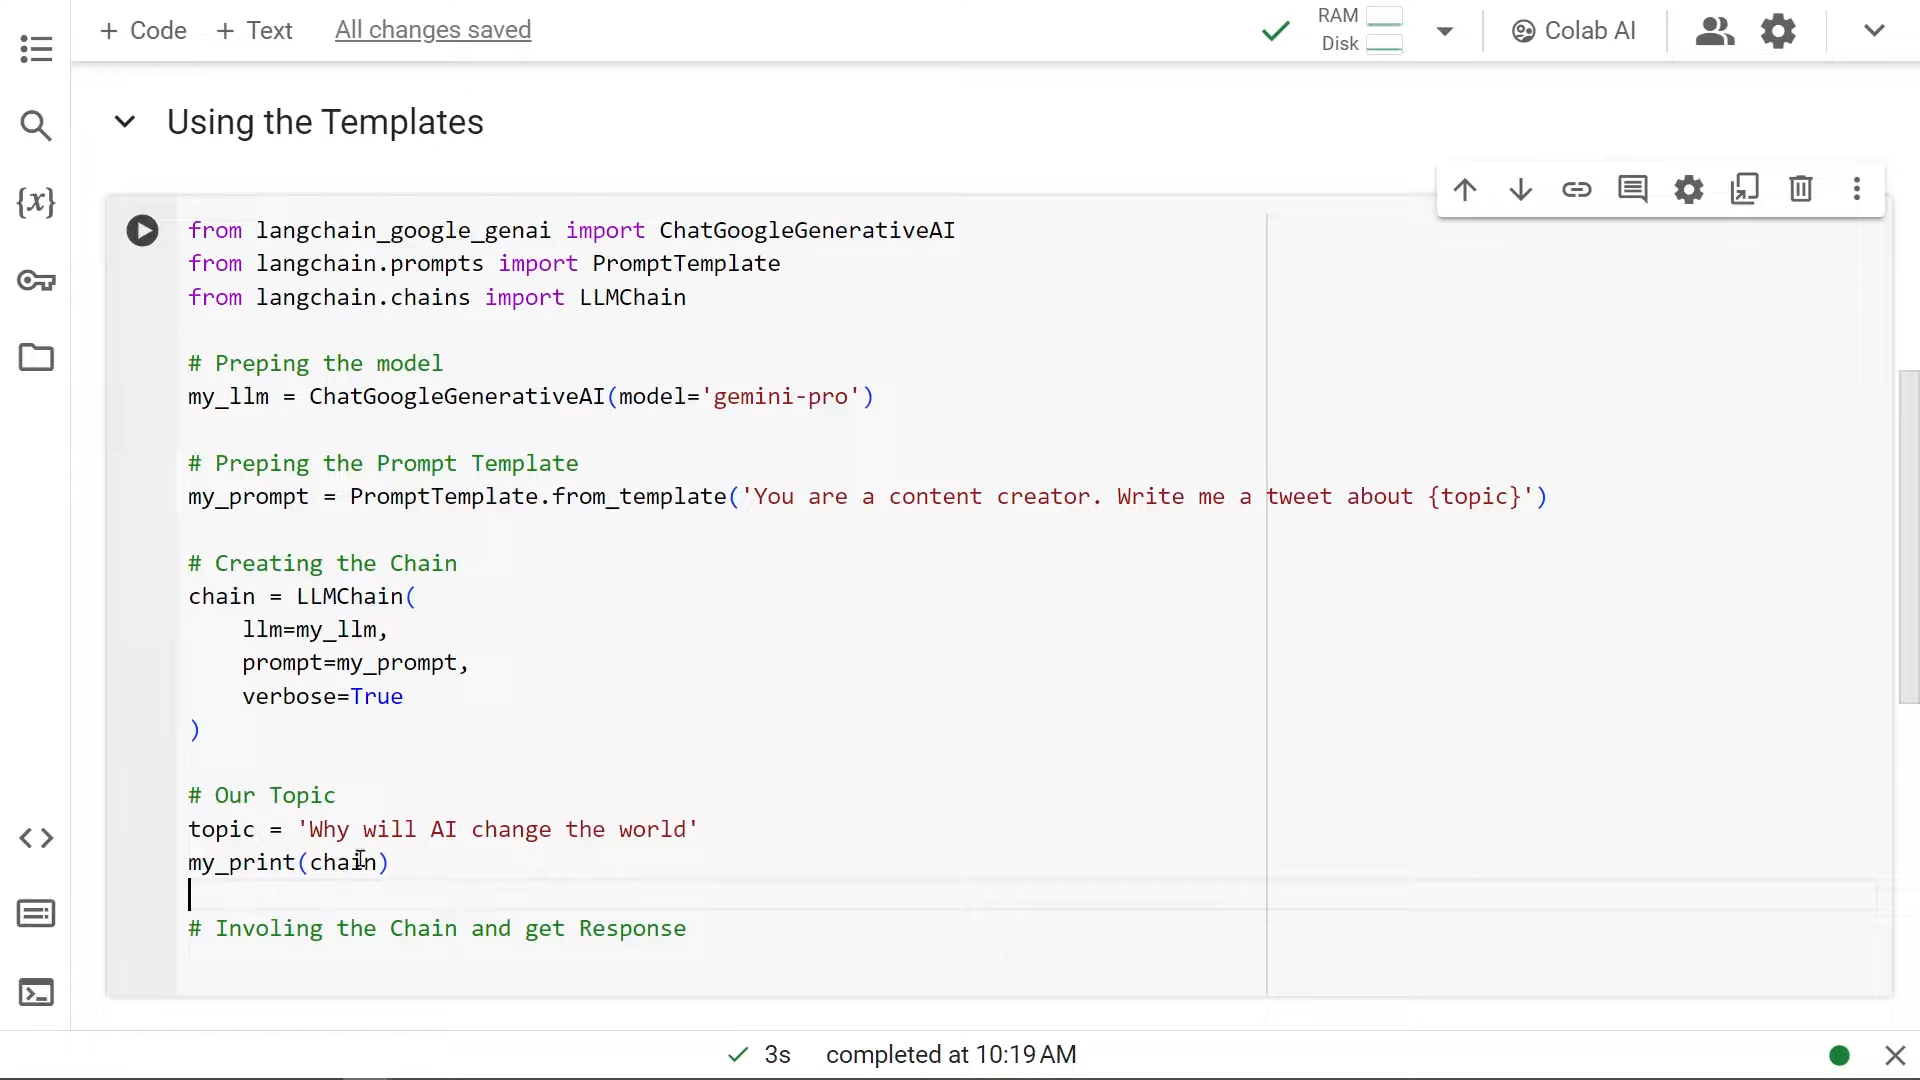 + Code + Text All changes saved
RAM
Disk
Colab AI
Using the Templates
{x}
from langchain_google_genai import ChatGoogleGenerativeAI
from langchain.prompts import PromptTemplate
from langchain.chains import LLMChain
# Preping the model
my_llm = ChatGoogleGenerativeAI(model='gemini-pro')
# Preping the Prompt Template
my_prompt = PromptTemplate.from_template('You are a content creator. Write me a tweet about {topic}')
# Creating the Chain
chain = LLMChain(
    llm=my_llm,
    prompt=my_prompt,
    verbose=True
)
# Our Topic
topic = 'Why will AI change the world'
my_print(chain)
# Involing the Chain and get Response
3s completed at 10:19 AM